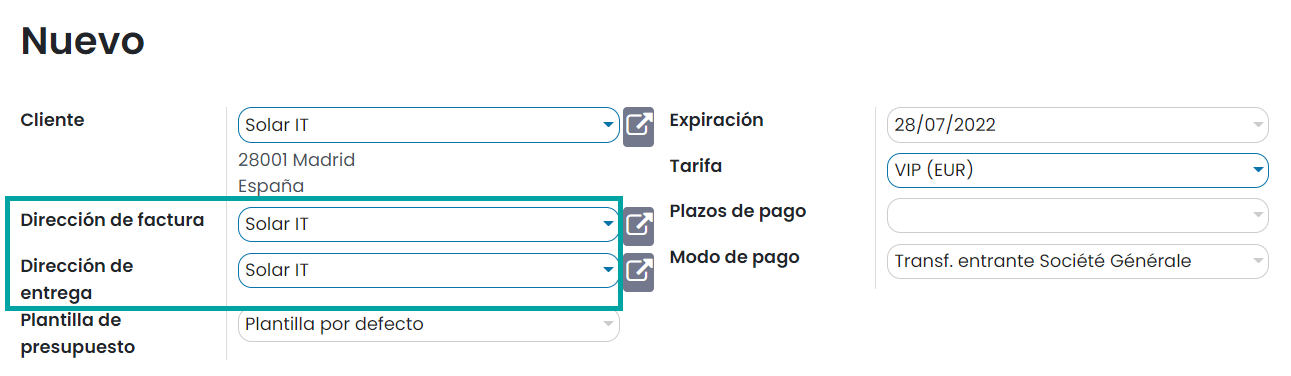 Nuevo
Cliente
Solar IT
28001 Madrid
España
Dirección de factura
Solar IT
Dirección de
entrega
Solar IT
Plantilla de
presupuesto
Plantilla por defecto
Expiración
28/07/2022
Tarifa
VIP (EUR)
Plazos de pago
Modo de pago
Transf. entrante Société Générale